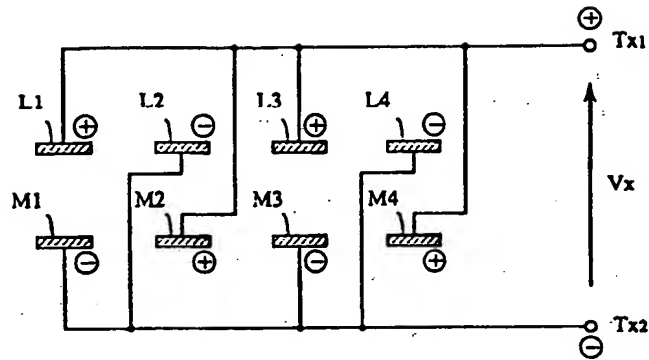 ⊕
Tx1
L1 ⊕ L2 ⊖ L3 ⊕ L4 ⊖
Vx
M1 ⊖ M2 ⊕ M3 ⊖ M4 ⊕
Tx2
⊖